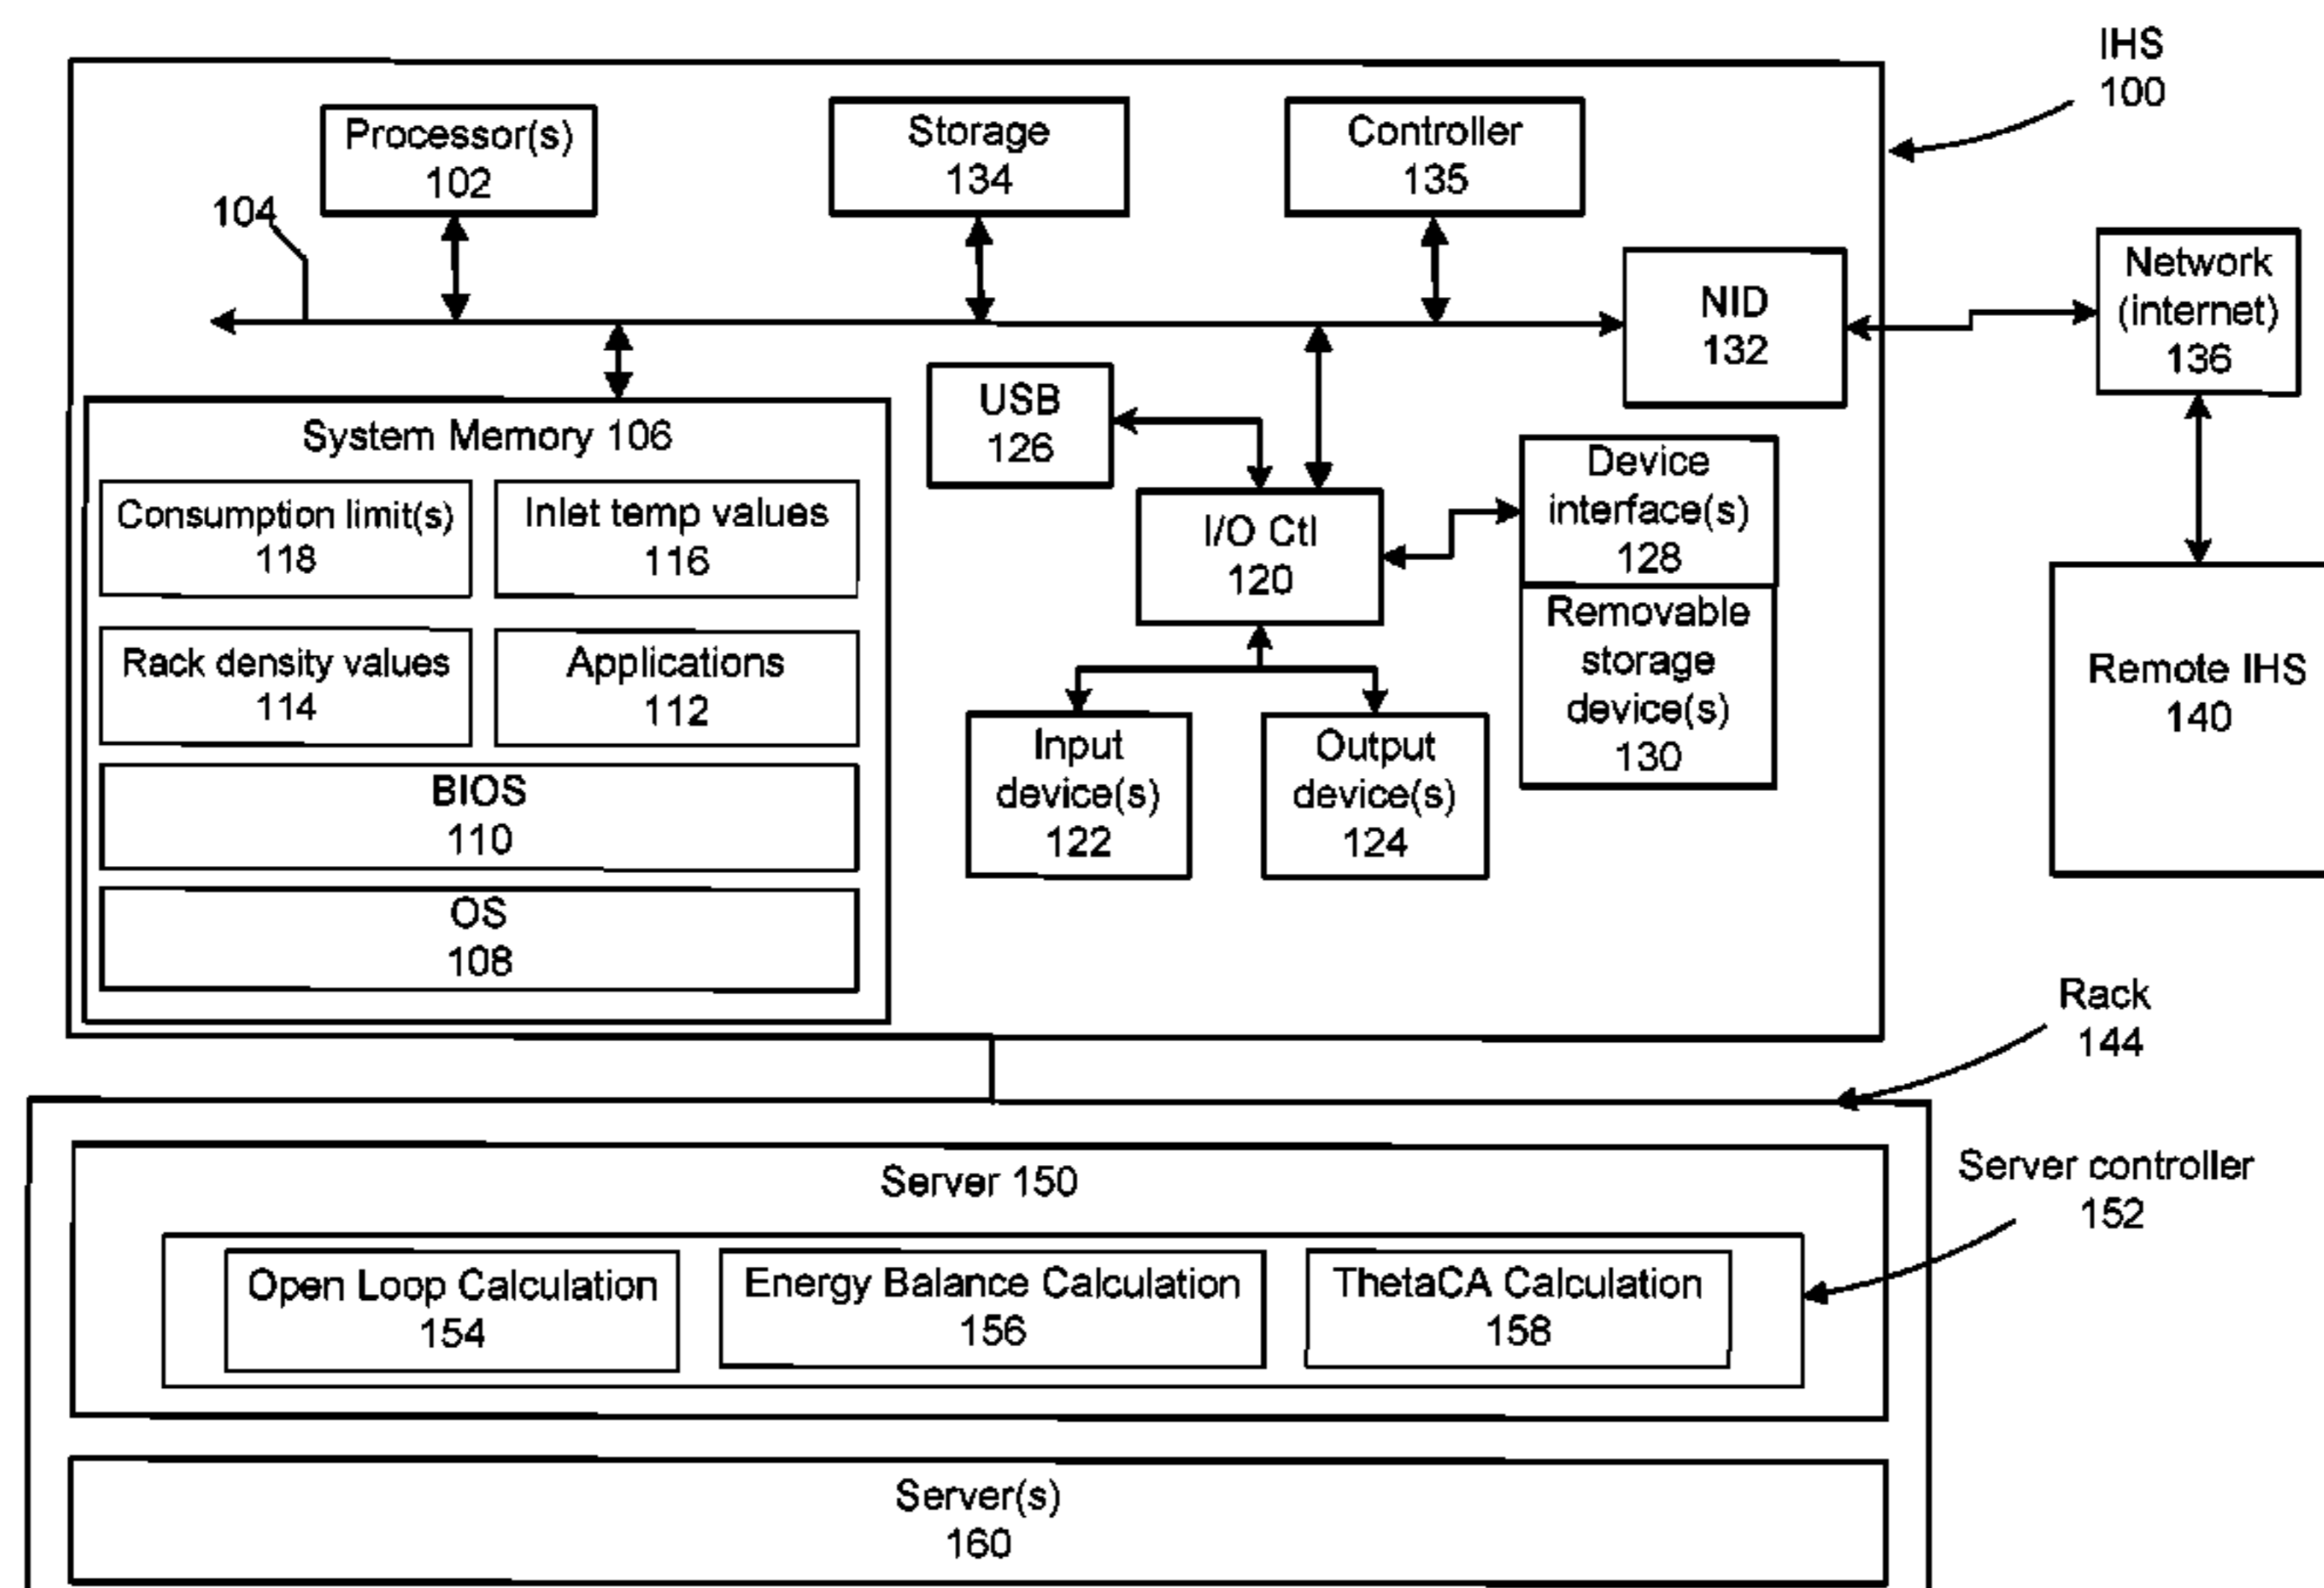 IHS
100
Processor(s)
102
Storage
134
Controller
135
104
NID
132
Network
(internet)
136
USB
126
System Memory 106
Consumption limit(s)
118
Inlet temp values
116
Rack density values
114
Applications
112
BIOS
110
OS
108
I/O Ctl
120
Device
interface(s)
128
Removable
storage
device(s)
130
Input
device(s)
122
Output
device(s)
124
Remote IHS
140
Rack
144
Server 150
Server controller
152
Open Loop Calculation
154
Energy Balance Calculation
156
ThetaCA Calculation
158
Server(s)
160